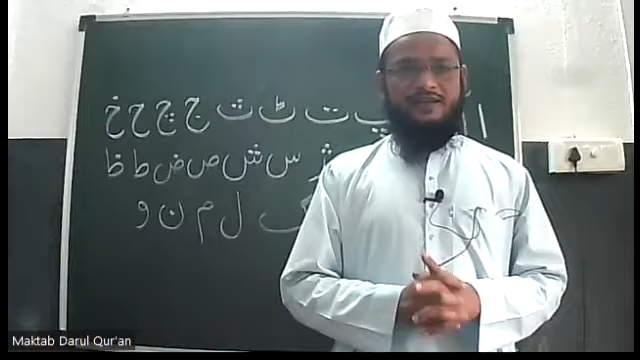 ا پ ت ٹ ث ج چ ح خ
ژ س ش ص ض ط ظ
ل م ن و
Maktab Darul Qur'an